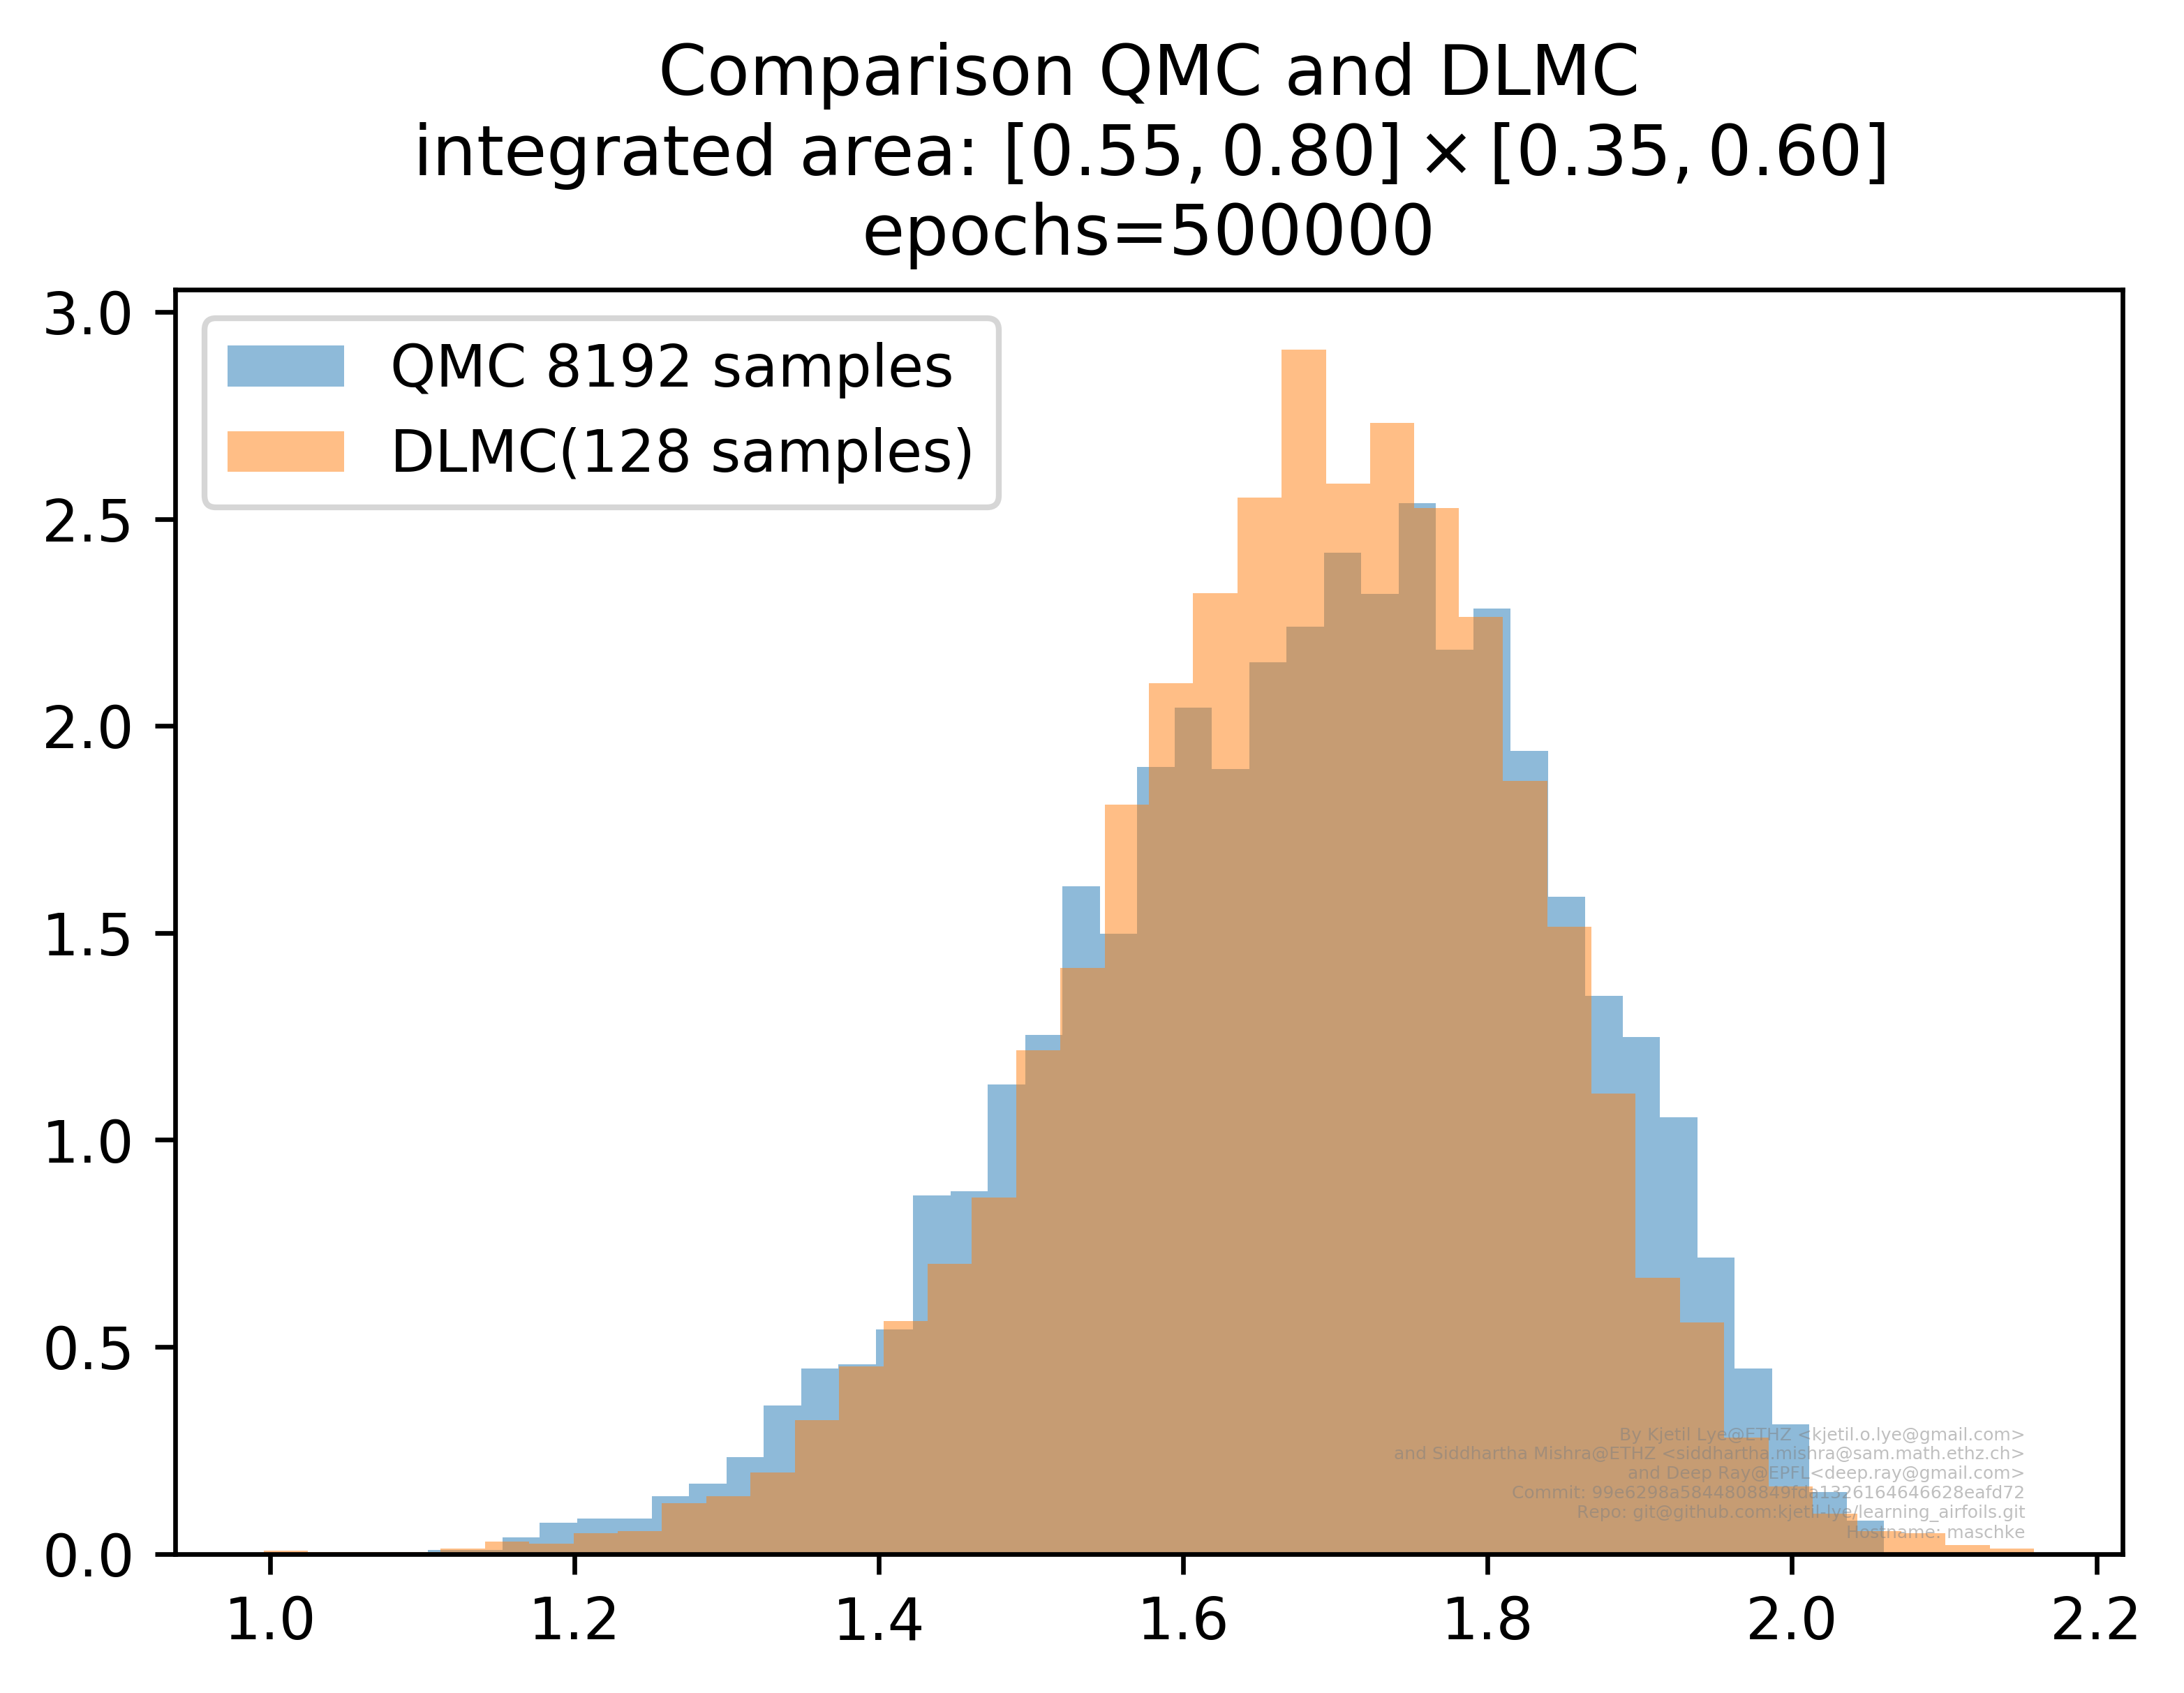 Comparison QMC and DLMC
integrated area: [0.55, 0.80] × [0.35, 0.60]
epochs=500000
3.0
2.5
2.0
1.5
1.0
0.5
0.0
QMC 8192 samples
DLMC(128 samples)
By Kjetil Lye@ETHZ <kjetil.o.lye@gmail.com>
and Siddhartha Mishra@ETHZ <siddhartha.mishra@sam.math.ethz.ch>
and Deep Ray@EPFL<deep.ray@gmail.com>
Commit: 99e6298a5844808849fda1326164646628eafd72
Repo: git@github.com:kjetil-lye/learning_airfoils.git
Hostname: maschke
1.0 1.2 1.4 1.6 1.8 2.0 2.2